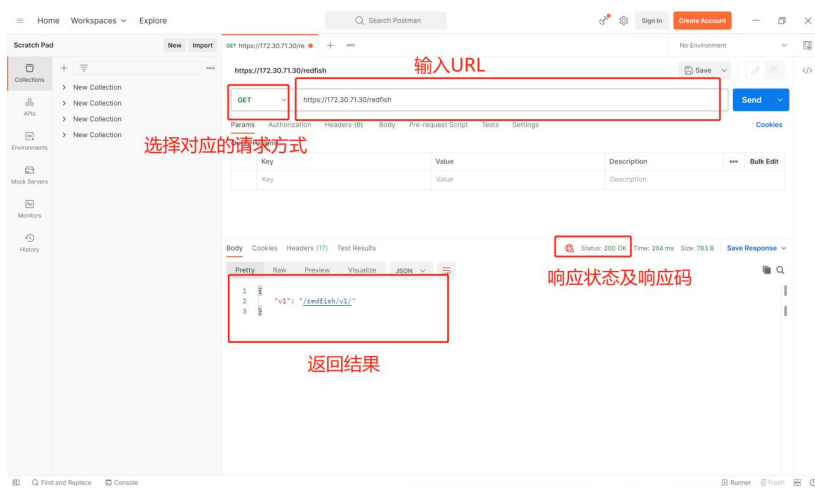 Home Workspaces Explore Search Postman Sign In Create Account
Scratch Pad New Import GET https://172.30.71.30/re No Environment
输入URL
https://172.30.71.30/redfish Save
Collections
New Collection
New Collection
New Collection
New Collection
APIs
Environments
Mock Servers
Monitors
History
GET https://172.30.71.30/redfish Send
Params Authorization Headers (6) Body Pre-request Script Tests Settings Cookies
选择对应的请求方式
Key Value Description Bulk Edit
Key Value Description
Body Cookies Headers (17) Test Results Status: 200 OK Time: 204 ms Size: 783 B Save Response
Pretty Raw Preview Visualize JSON
响应状态及响应码
1
2 "v1": "/redfish/v1/"
3
返回结果
Find and Replace Console Runner Trash